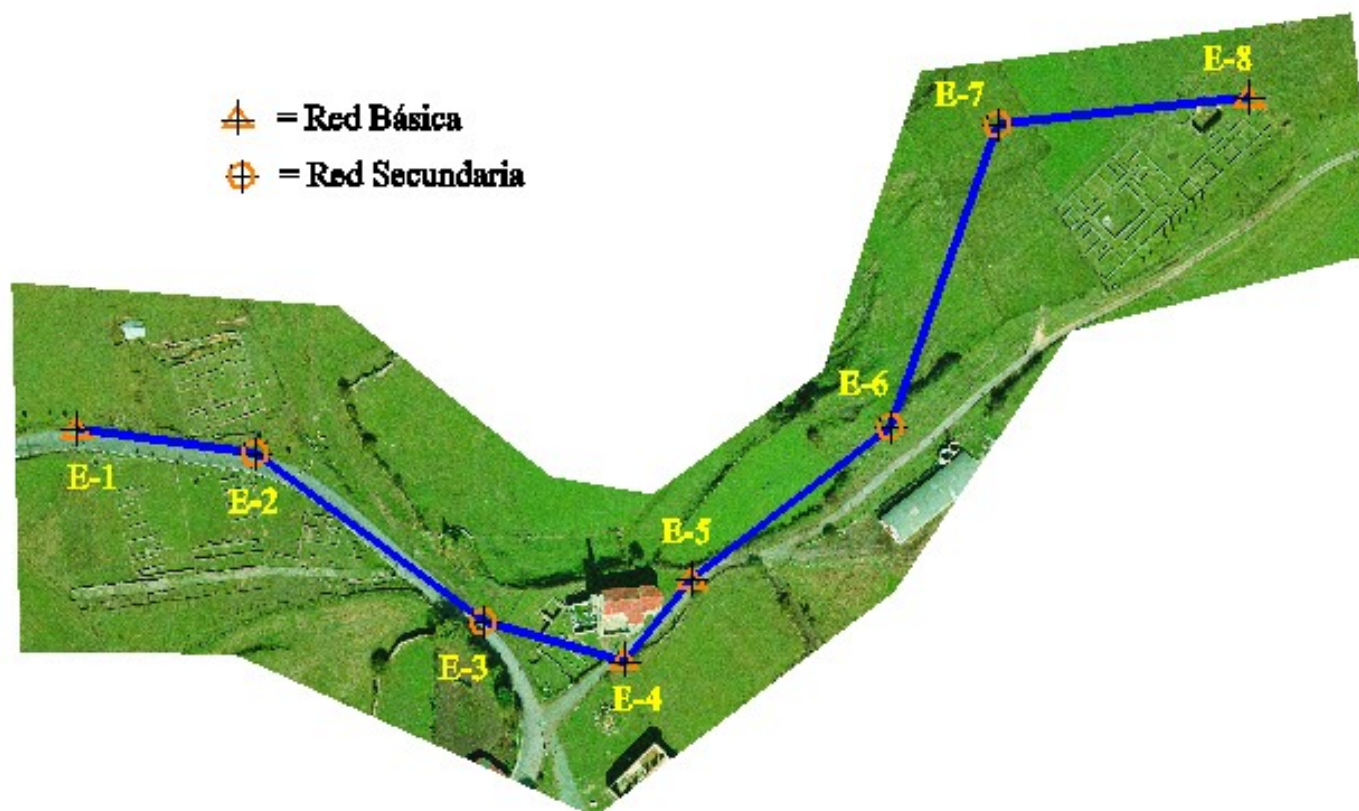 = Red Básica
= Red Secundaria
E-1
E-2
E-3
E-4
E-5
E-6
E-7
E-8